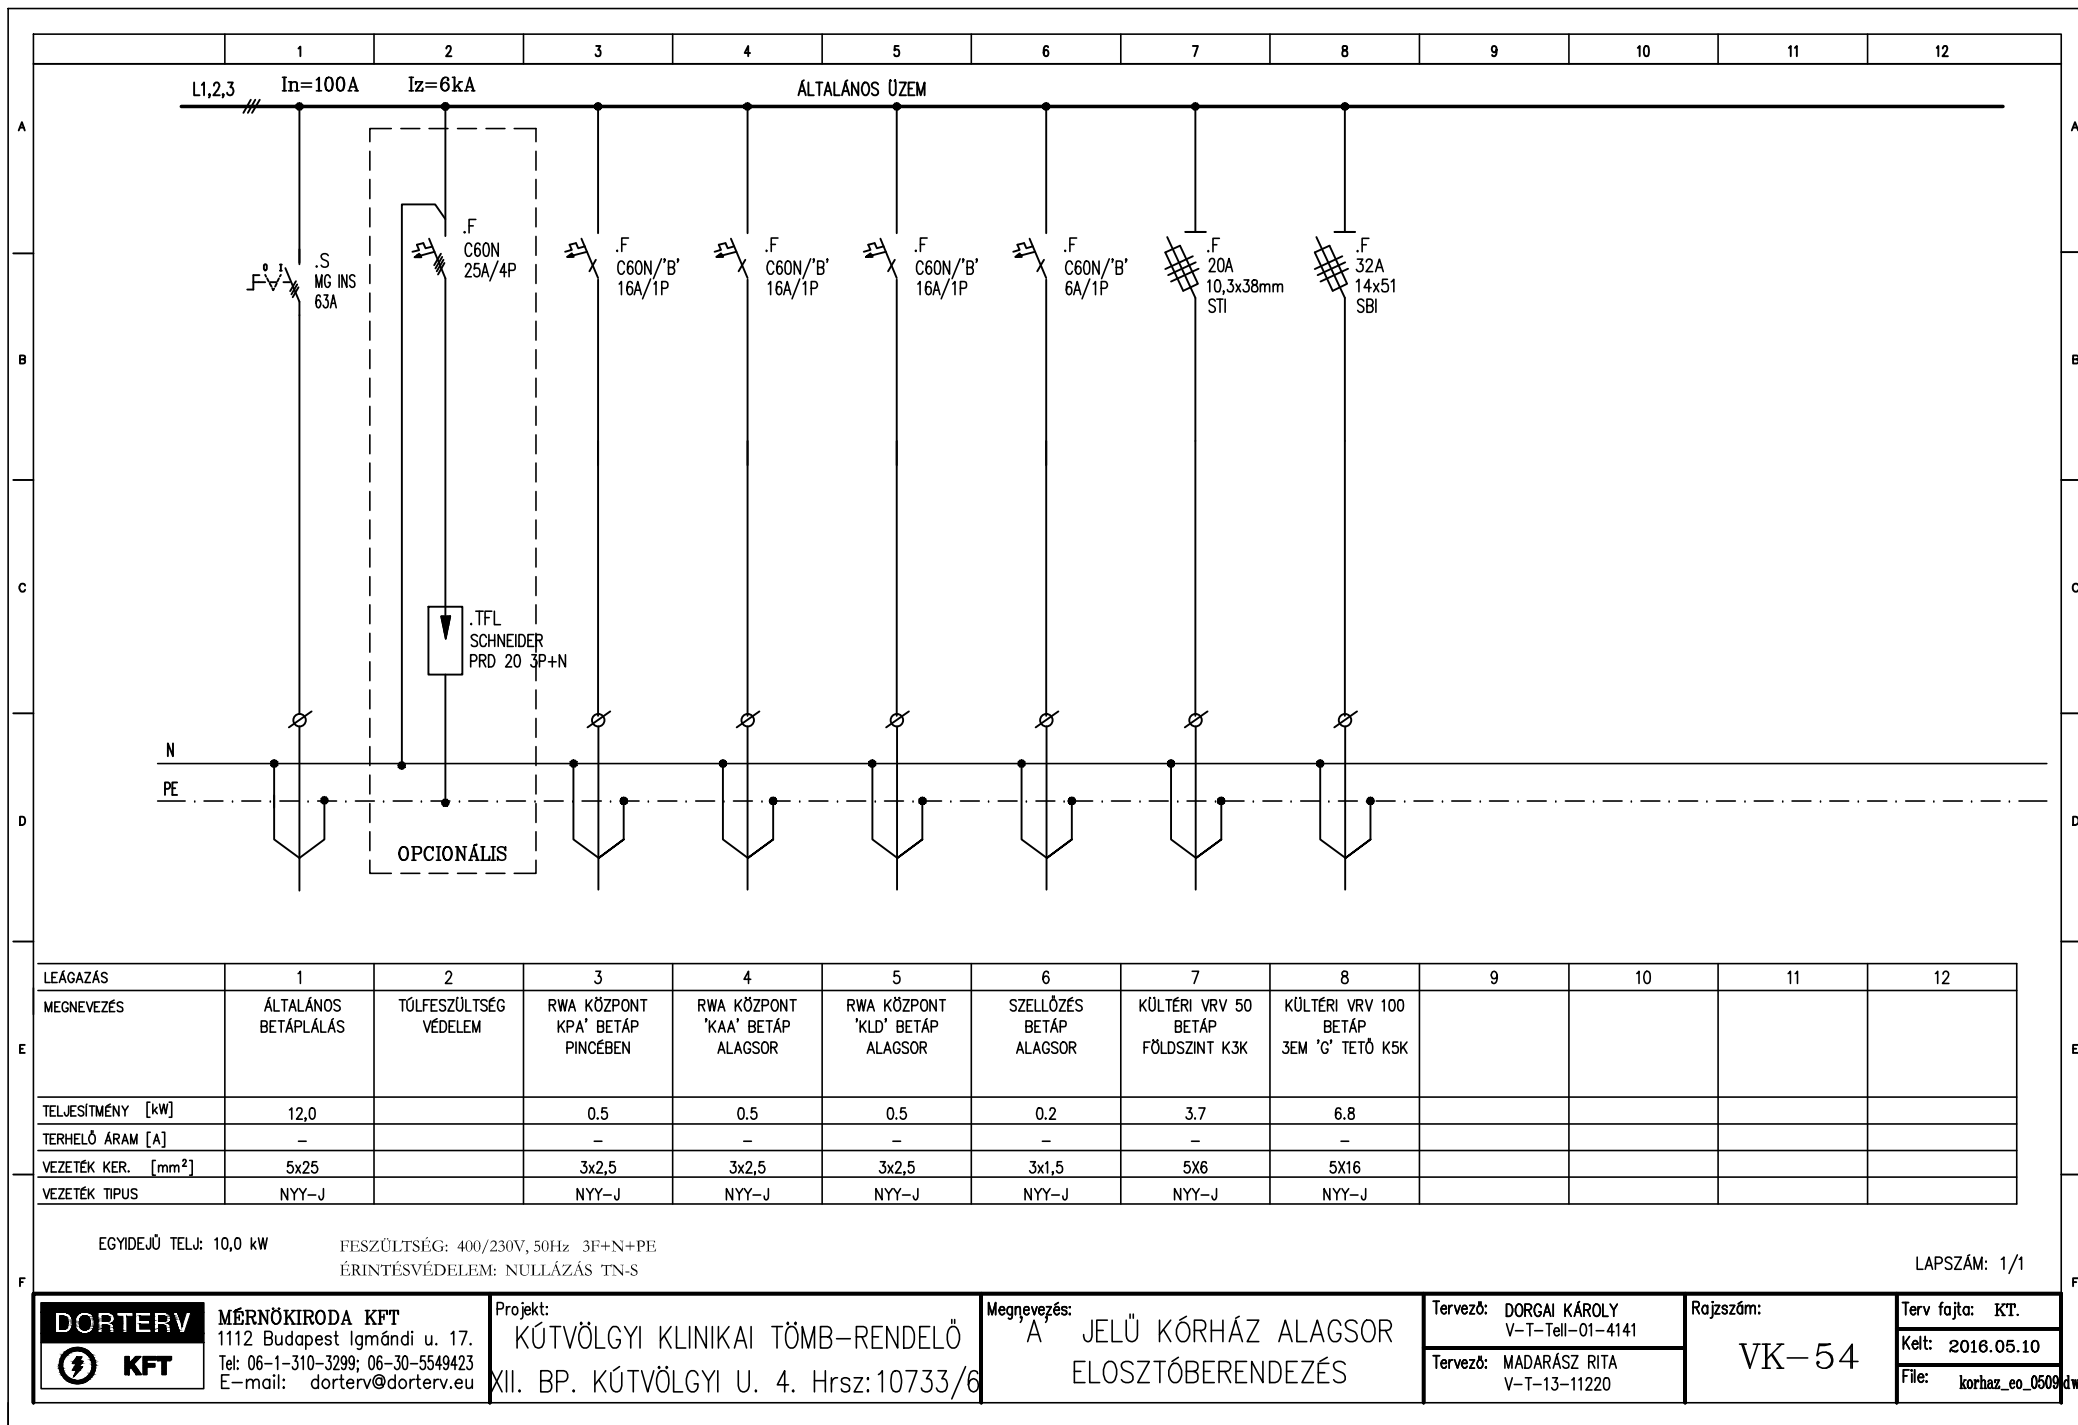 1 2 3 4 5 6 7 8 9 10 11 12
L1,2,3 In=100A Iz=6kA ÁLTALÁNOS ÜZEM
A A
.F
C60N
25A/4P
O I
.S
MG INS
63A
.F
C60N/'B'
16A/1P
.F
C60N/'B'
16A/1P
.F
C60N/'B'
16A/1P
.F
C60N/'B'
6A/1P
.F
20A
10,3x38mm
STI
.F
32A
14x51
SBI
B B
C C
.TFL
SCHNEIDER
PRD 20 3P+N
N
PE
D D
OPCIONÁLIS
LEÁGAZÁS 1 2 3 4 5 6 7 8 9 10 11 12
MEGNEVEZÉS
ÁLTALÁNOS
BETÁPLÁLÁS
TÚLFESZÜLTSÉG
VÉDELEM
RWA KÖZPONT
KPA' BETÁP
PINCÉBEN
RWA KÖZPONT
'KAA' BETÁP
ALAGSOR
RWA KÖZPONT
'KLD' BETÁP
ALAGSOR
SZELLŐZÉS
BETÁP
ALAGSOR
KÜLTÉRI VRV 50
BETÁP
FÖLDSZINT K3K
KÜLTÉRI VRV 100
BETÁP
3EM 'G' TETŐ K5K
E E
TELJESÍTMÉNY [kW] 12,0 0.5 0.5 0.5 0.2 3.7 6.8
TERHELŐ ÁRAM [A] – – – – – – –
VEZETÉK KER. [mm²] 5x25 3x2,5 3x2,5 3x2,5 3x1,5 5X6 5X16
VEZETÉK TIPUS NYY–J NYY–J NYY–J NYY–J NYY–J NYY–J NYY–J
EGYIDEJŰ TELJ: 10,0 kW
FESZÜLTSÉG: 400/230V, 50Hz 3F+N+PE
ÉRINTÉSVÉDELEM: NULLÁZÁS TN-S
LAPSZÁM: 1/1
F F
DORTERV
KFT
MÉRNÖKIRODA KFT
1112 Budapest Igmándi u. 17.
Tel: 06–1–310–3299; 06–30–5549423
E–mail: dorterv@dorterv.eu
Projekt:
KÚTVÖLGYI KLINIKAI TÖMB–RENDELŐ
XII. BP. KÚTVÖLGYI U. 4. Hrsz:10733/6
Megnevezés:
'A' JELŰ KÓRHÁZ ALAGSOR
ELOSZTÓBERENDEZÉS
Tervező: DORGAI KÁROLY
V–T–Tell–01–4141
Tervező: MADARÁSZ RITA
V–T–13–11220
Rajzszám:
VK–54
Terv fajta: KT.
Kelt: 2016.05.10
File: korhaz_eo_0509.dw